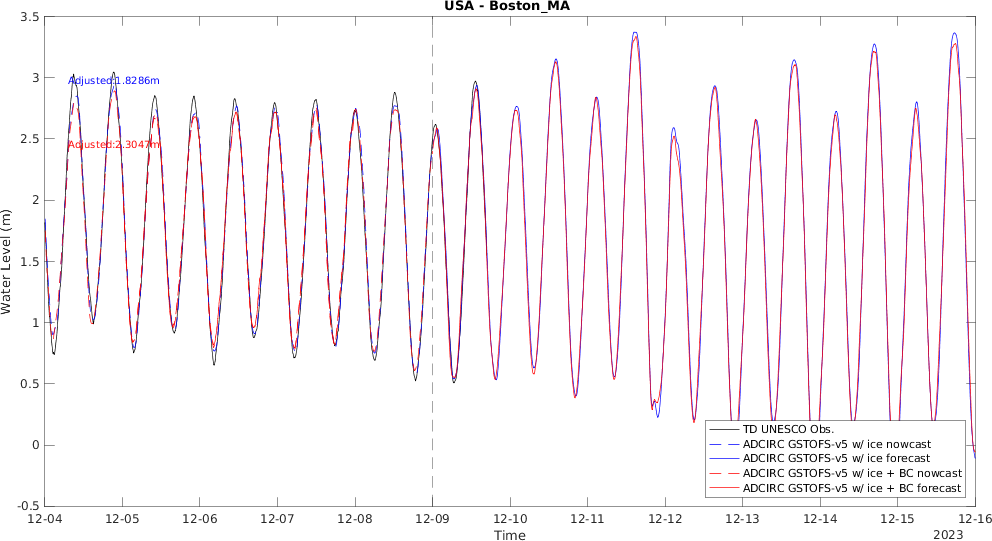 USA - Boston_MA
3.5
3
2.5
2
1.5
1
0.5
0
-0.5
Water Level (m)
Adjusted:1.8286m
Adjusted:2.3047m
TD UNESCO Obs.
ADCIRC GSTOFS-v5 w/ ice nowcast
ADCIRC GSTOFS-v5 w/ ice forecast
ADCIRC GSTOFS-v5 w/ ice + BC nowcast
ADCIRC GSTOFS-v5 w/ ice + BC forecast
12-04 12-05 12-06 12-07 12-08 12-09 12-10 12-11 12-12 12-13 12-14 12-15 12-16
Time
2023